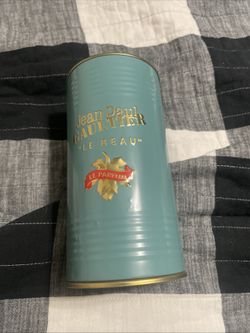 Jean Paul
GAULTIER
"LE BEAU"
LE PARFUM